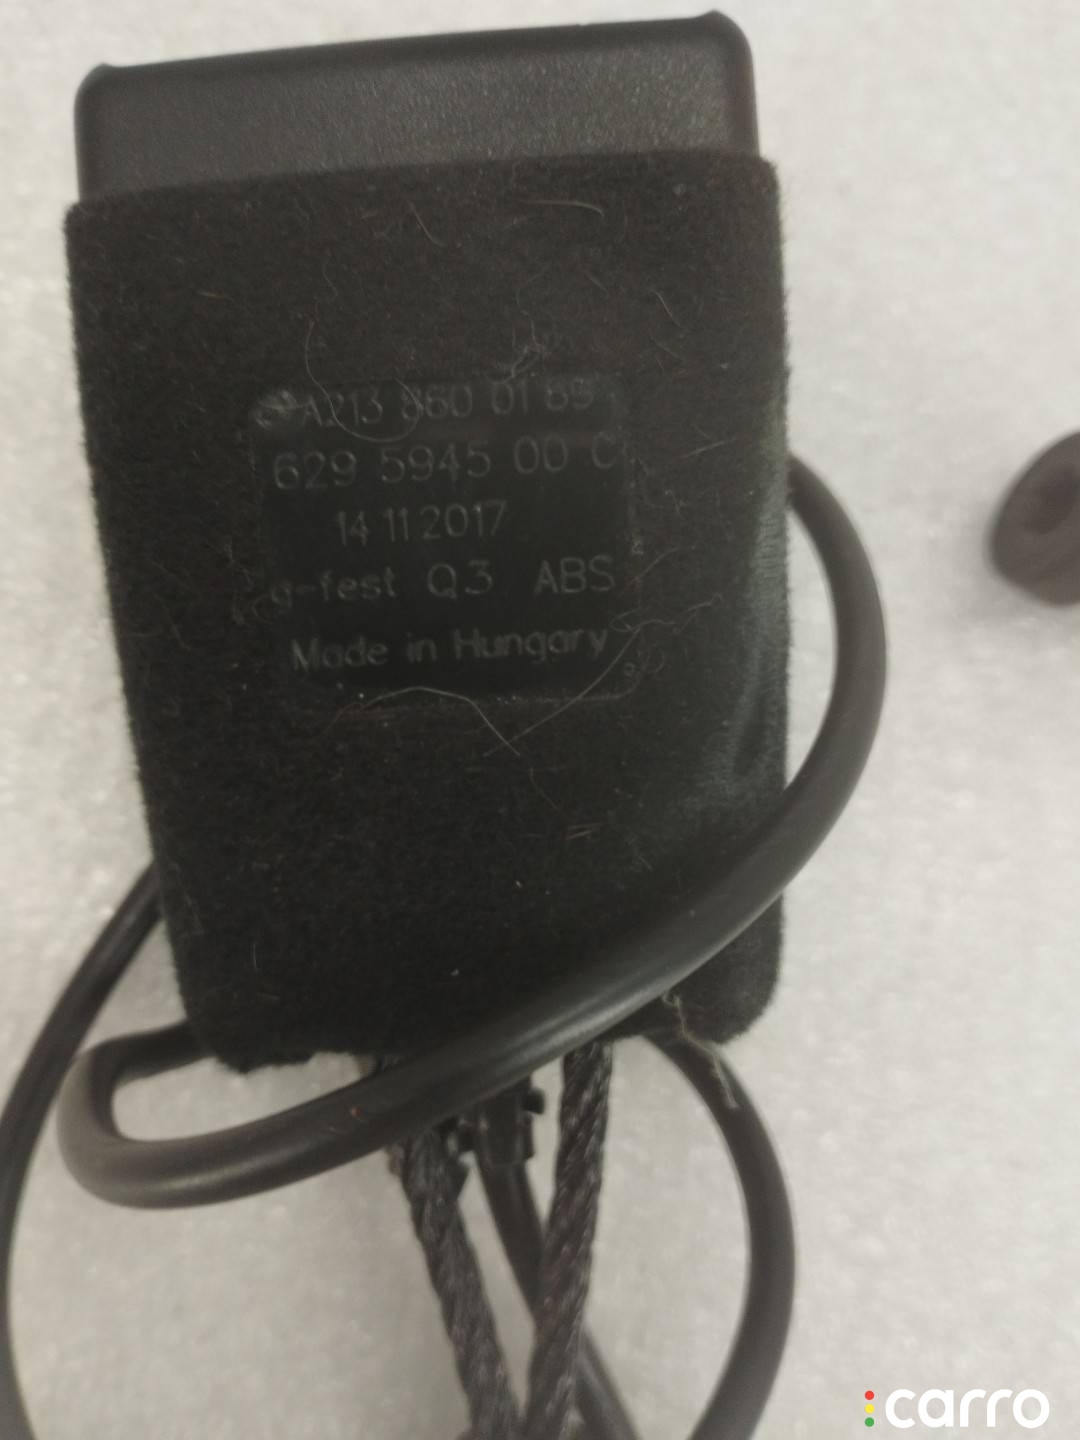 A213 860 01 69
629 5945 00 C
14 11 2017
g-fest Q3 ABS
Made in Hungary
carro